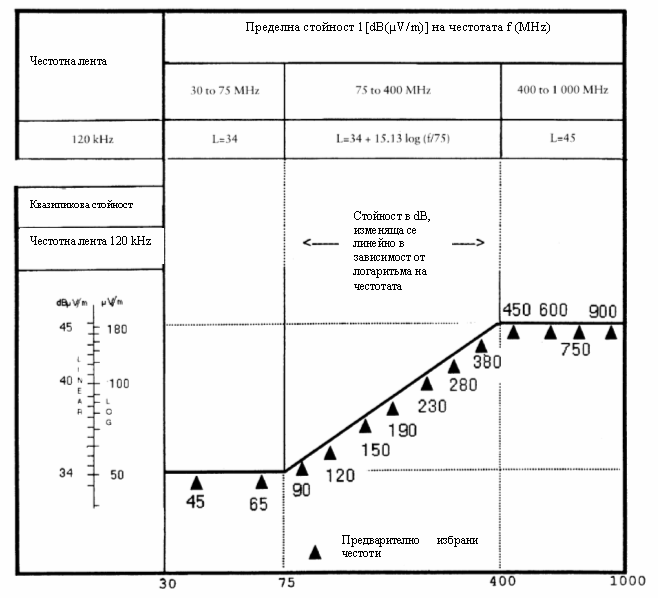 Пределна стойност l [dB(μV/m)] на честотата f (MHz)
Честотна лента
30 to 75 MHz
75 to 400 MHz
400 to 1 000 MHz
120 kHz
L=34
L=34 + 15.13 log (f/75)
L=45
Квазипикова стойност
Честотна лента 120 kHz
Стойност в dB,
изменяща се
линейно в
зависимост от
логаритъма на
честотата
dBμV/m μV/m
45 180
40 100
34 50
LINEAR
LOG
450 600 900
750
380
280
230
190
150
120
90
45 65
Предварително избрани
честоти
30 75 400 1000